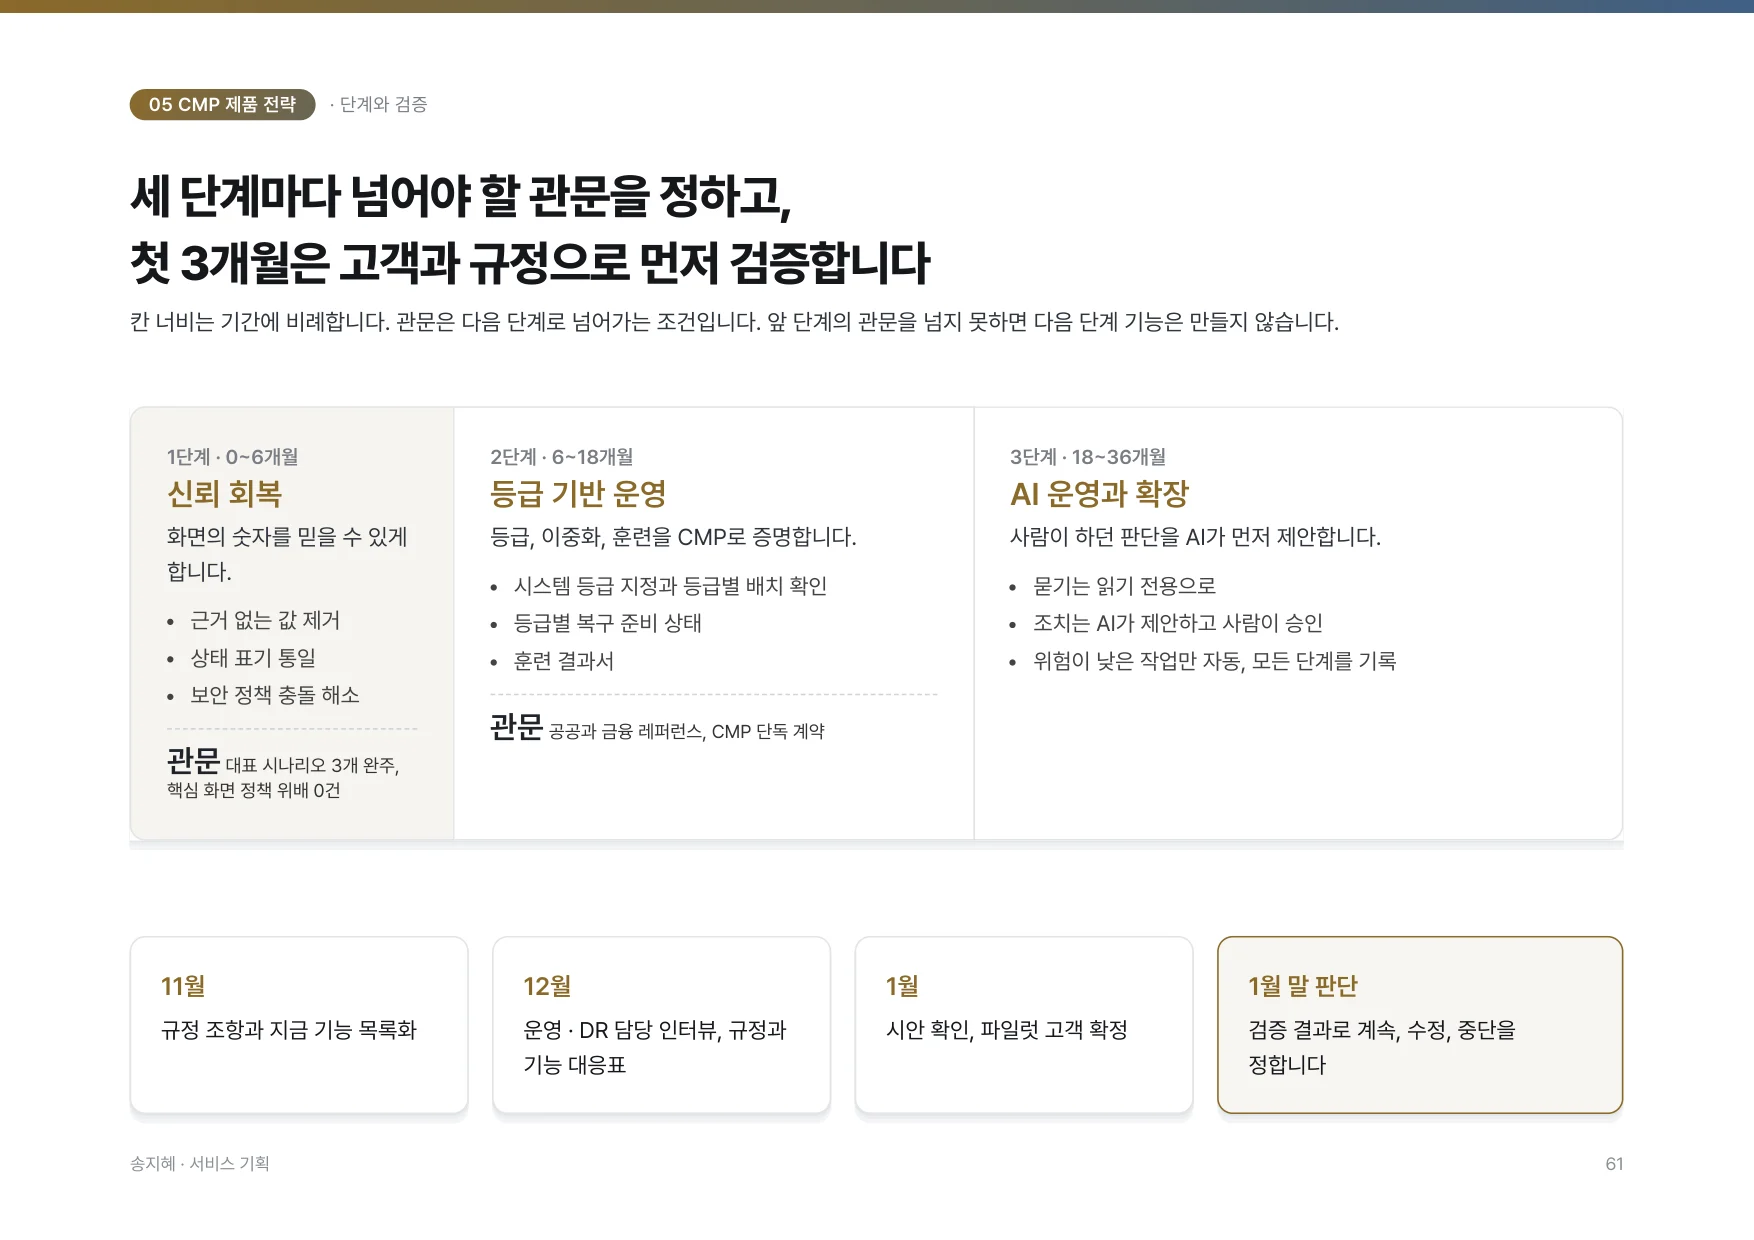 05 CMP 제품 전략 · 단계와 검증
세 단계마다 넘어야 할 관문을 정하고,
첫 3개월은 고객과 규정으로 먼저 검증합니다
칸 너비는 기간에 비례합니다. 관문은 다음 단계로 넘어가는 조건입니다. 앞 단계의 관문을 넘지 못하면 다음 단계 기능은 만들지 않습니다.
1단계 · 0~6개월
신뢰 회복
화면의 숫자를 믿을 수 있게
합니다.
• 근거 없는 값 제거
• 상태 표기 통일
• 보안 정책 충돌 해소
관문 대표 시나리오 3개 완주,
핵심 화면 정책 위배 0건
2단계 · 6~18개월
등급 기반 운영
등급, 이중화, 훈련을 CMP로 증명합니다.
• 시스템 등급 지정과 등급별 배치 확인
• 등급별 복구 준비 상태
• 훈련 결과서
관문 공공과 금융 레퍼런스, CMP 단독 계약
3단계 · 18~36개월
AI 운영과 확장
사람이 하던 판단을 AI가 먼저 제안합니다.
• 묻기는 읽기 전용으로
• 조치는 AI가 제안하고 사람이 승인
• 위험이 낮은 작업만 자동, 모든 단계를 기록
11월
규정 조항과 지금 기능 목록화
12월
운영 · DR 담당 인터뷰, 규정과
기능 대응표
1월
시안 확인, 파일럿 고객 확정
1월 말 판단
검증 결과로 계속, 수정, 중단을
정합니다
송지혜 · 서비스 기획
61